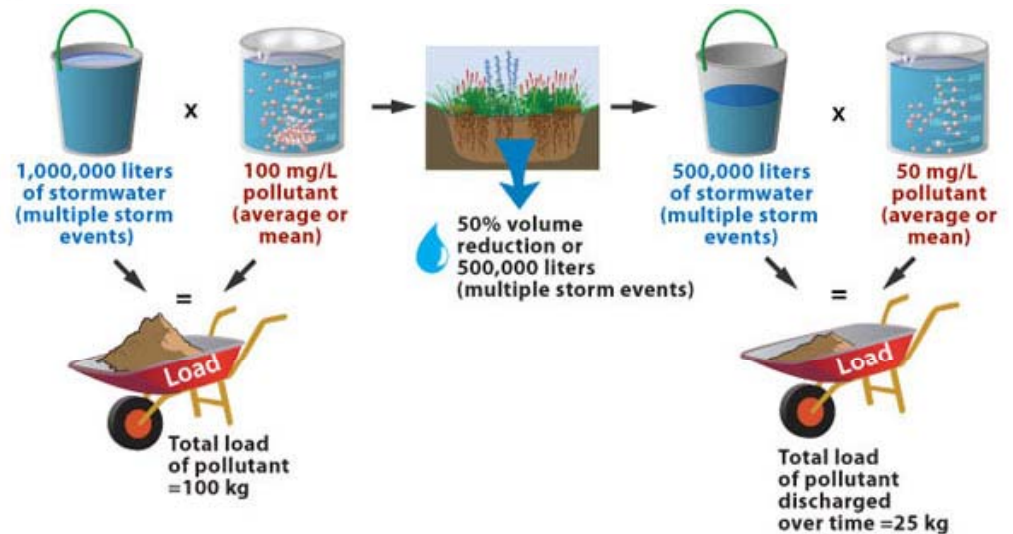 x
1,000,000 liters
of stormwater
(multiple storm
events)
100 mg/L
pollutant
(average or
mean)
=
Load
Total load
of pollutant
=100 kg
50% volume
reduction or
500,000 liters
(multiple storm events)
x
500,000 liters
of stormwater
(multiple storm
events)
50 mg/L
pollutant
(average or
mean)
=
Load
Total load
of pollutant
discharged
over time =25 kg